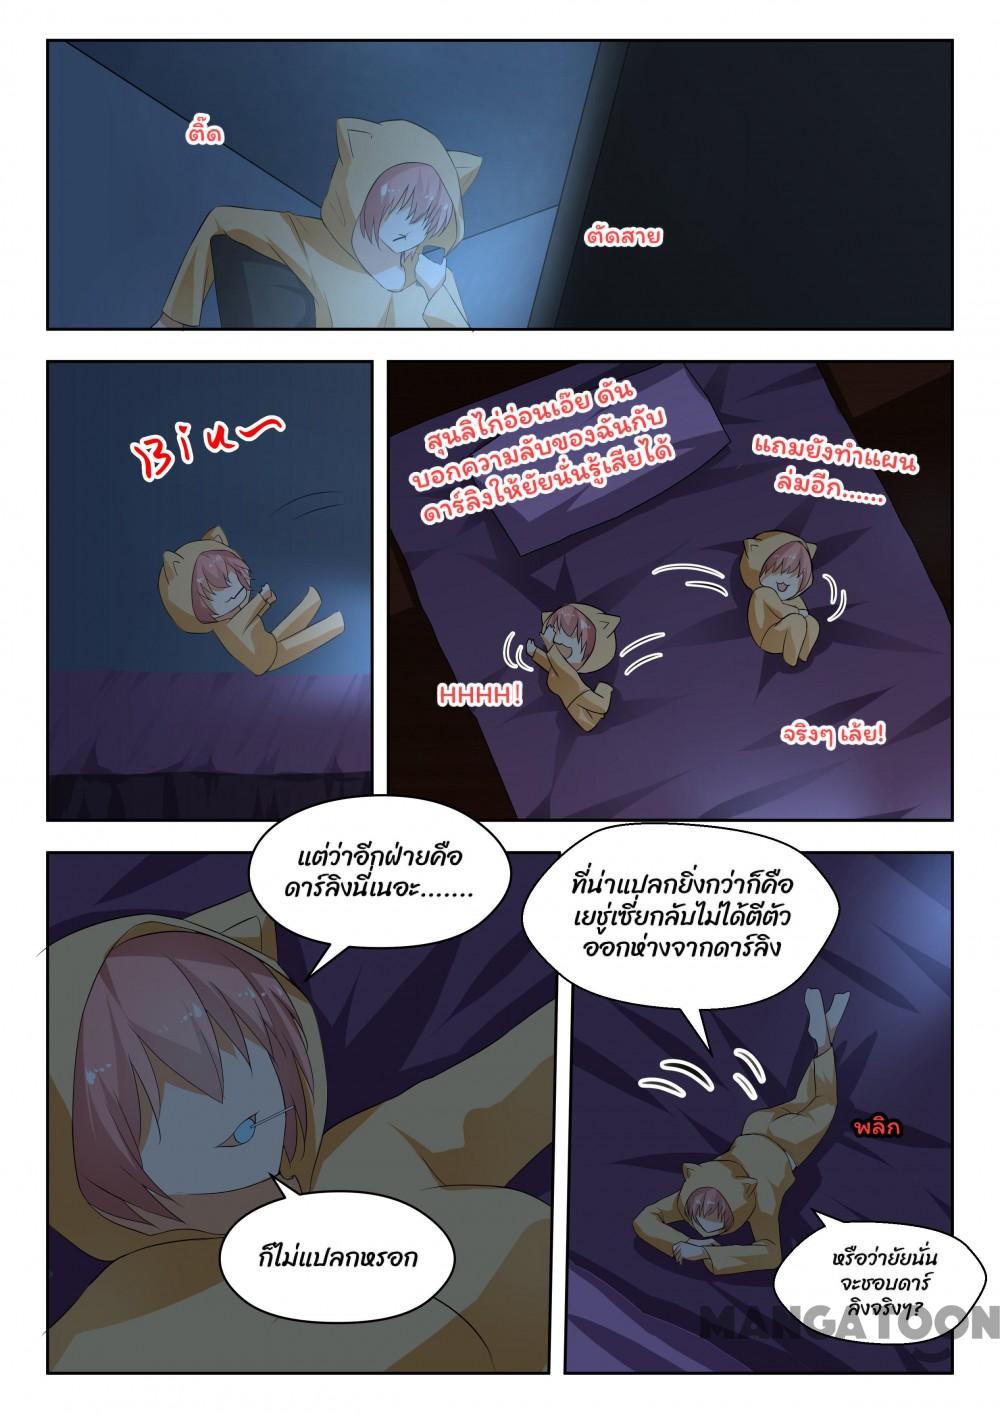 ติ๊ด
ตัดสาย
Biu~
สุนลิไก่อ่อนเอ๊ย ดัน
บอกความลับของฉันกับ
ดาร์ลิงให้ยัยนั่นรู้เสียได้
แถมยังทำแผน
ล่มอีก......
HHHH!
จริงๆ เล้ย!
แต่ว่าอีกฝ่ายคือ
ดาร์ลิงนี่เนอะ.......
ก็ไม่แปลกหรอก
ที่น่าแปลกยิ่งกว่าก็คือ
เยชู่เซี่ยกลับไม่ได้ตีตัว
ออกห่างจากดาร์ลิง
พลิก
หรือว่ายัยนั่น
จะชอบดาร์
ลิงจริงๆ?
MANGATOON